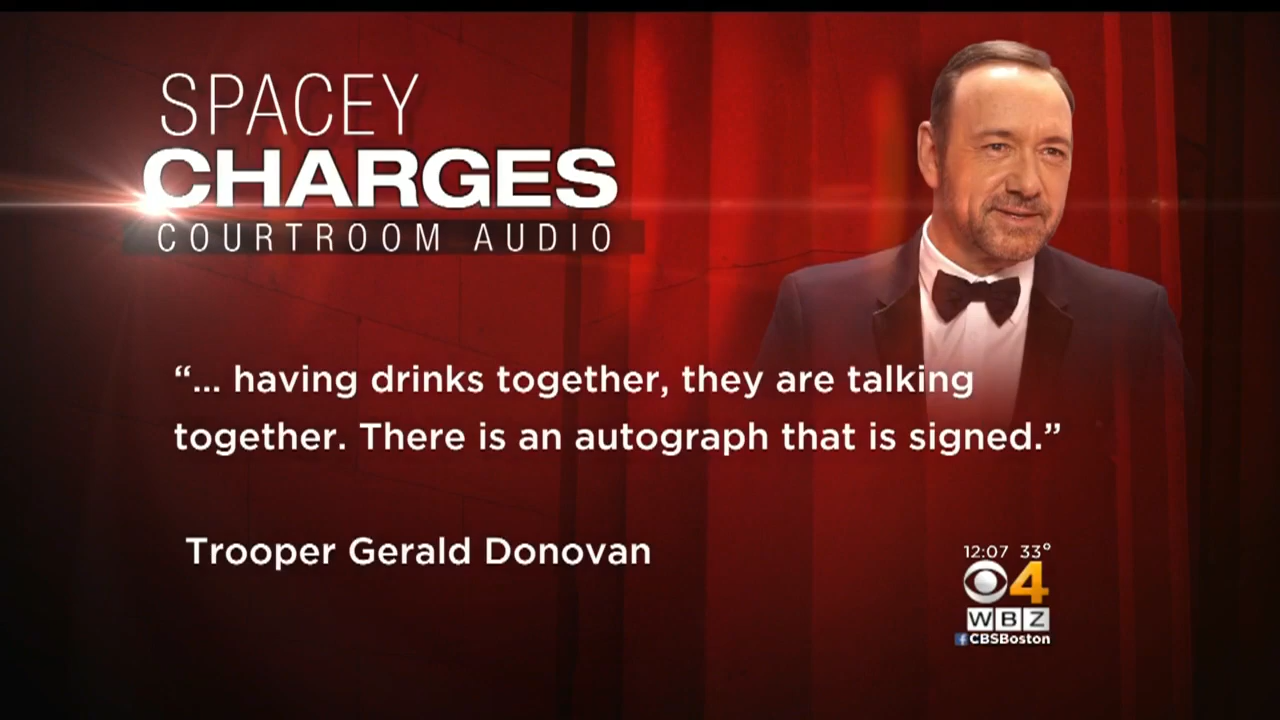 SPACEY
CHARGES
COURTROOM AUDIO
“... having drinks together, they are talking
together. There is an autograph that is signed.”
Trooper Gerald Donovan
12:07 33°
4
WBZ
f CBSBoston